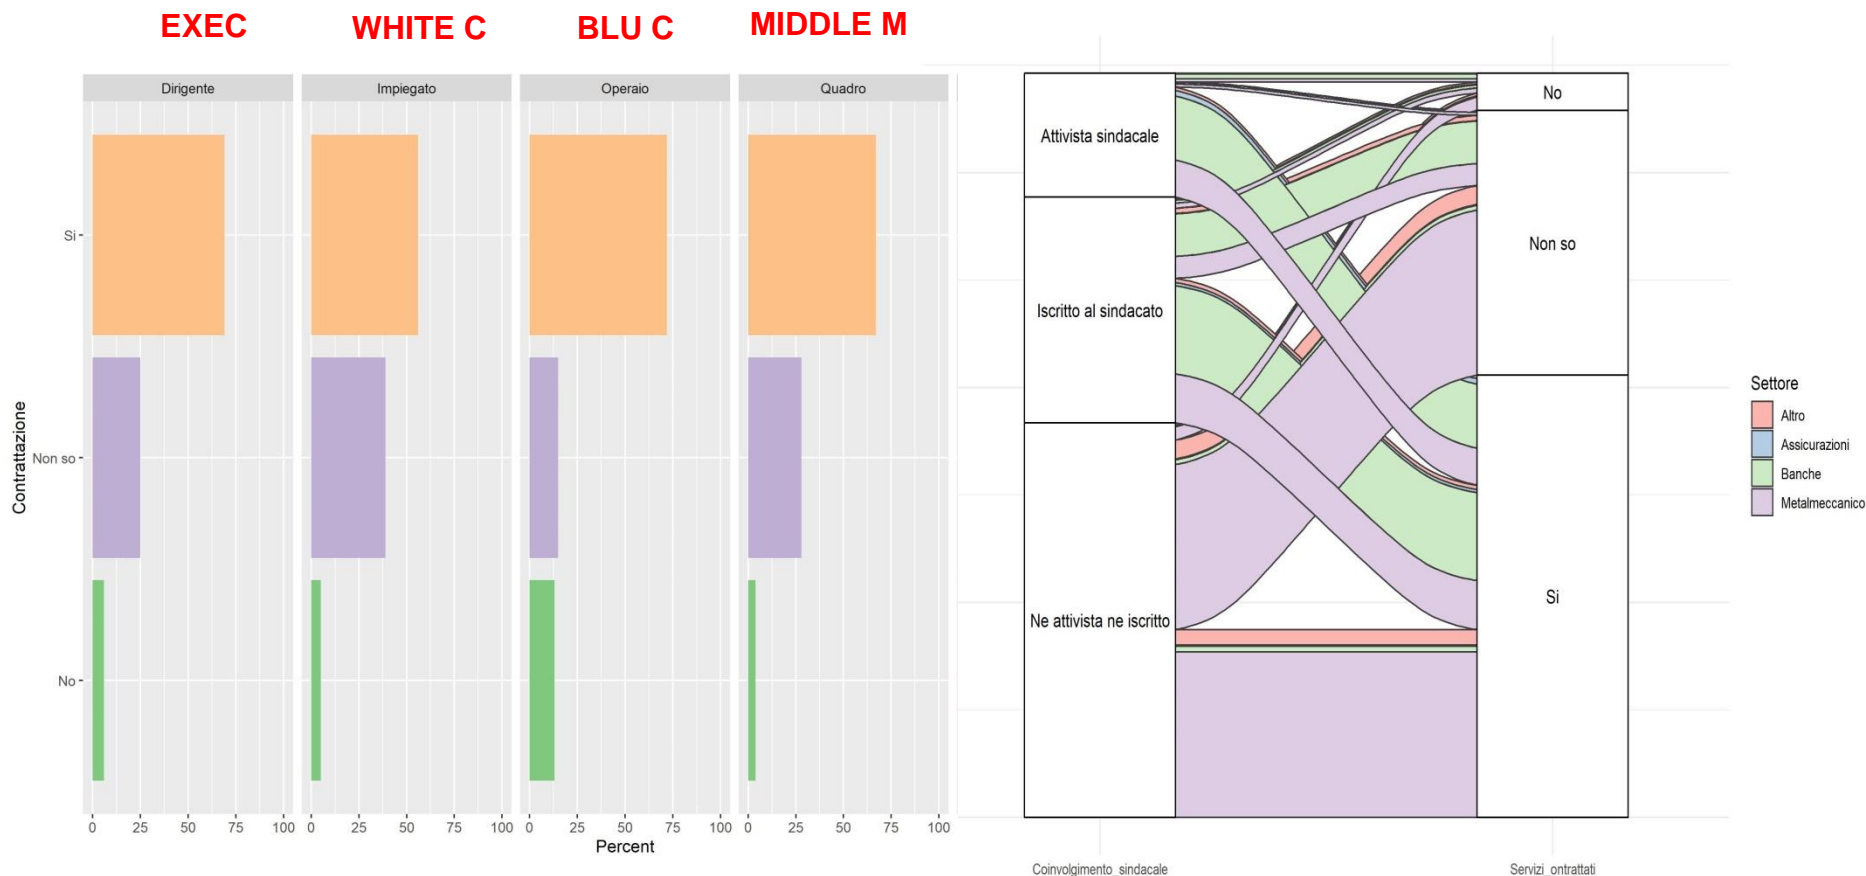 EXEC
WHITE C
BLU C
MIDDLE M
Dirigente
Impiegato
Operaio
Quadro
Contrattazione
Si
Non so
No
0 25 50 75 100
0 25 50 75 100
0 25 50 75 100
0 25 50 75 100
Percent
Attivista sindacale
Iscritto al sindacato
Ne attivista ne iscritto
No
Non so
Si
Coinvolgimento_sindacale
Servizi_ontrattati
Settore
Altro
Assicurazioni
Banche
Metalmeccanico